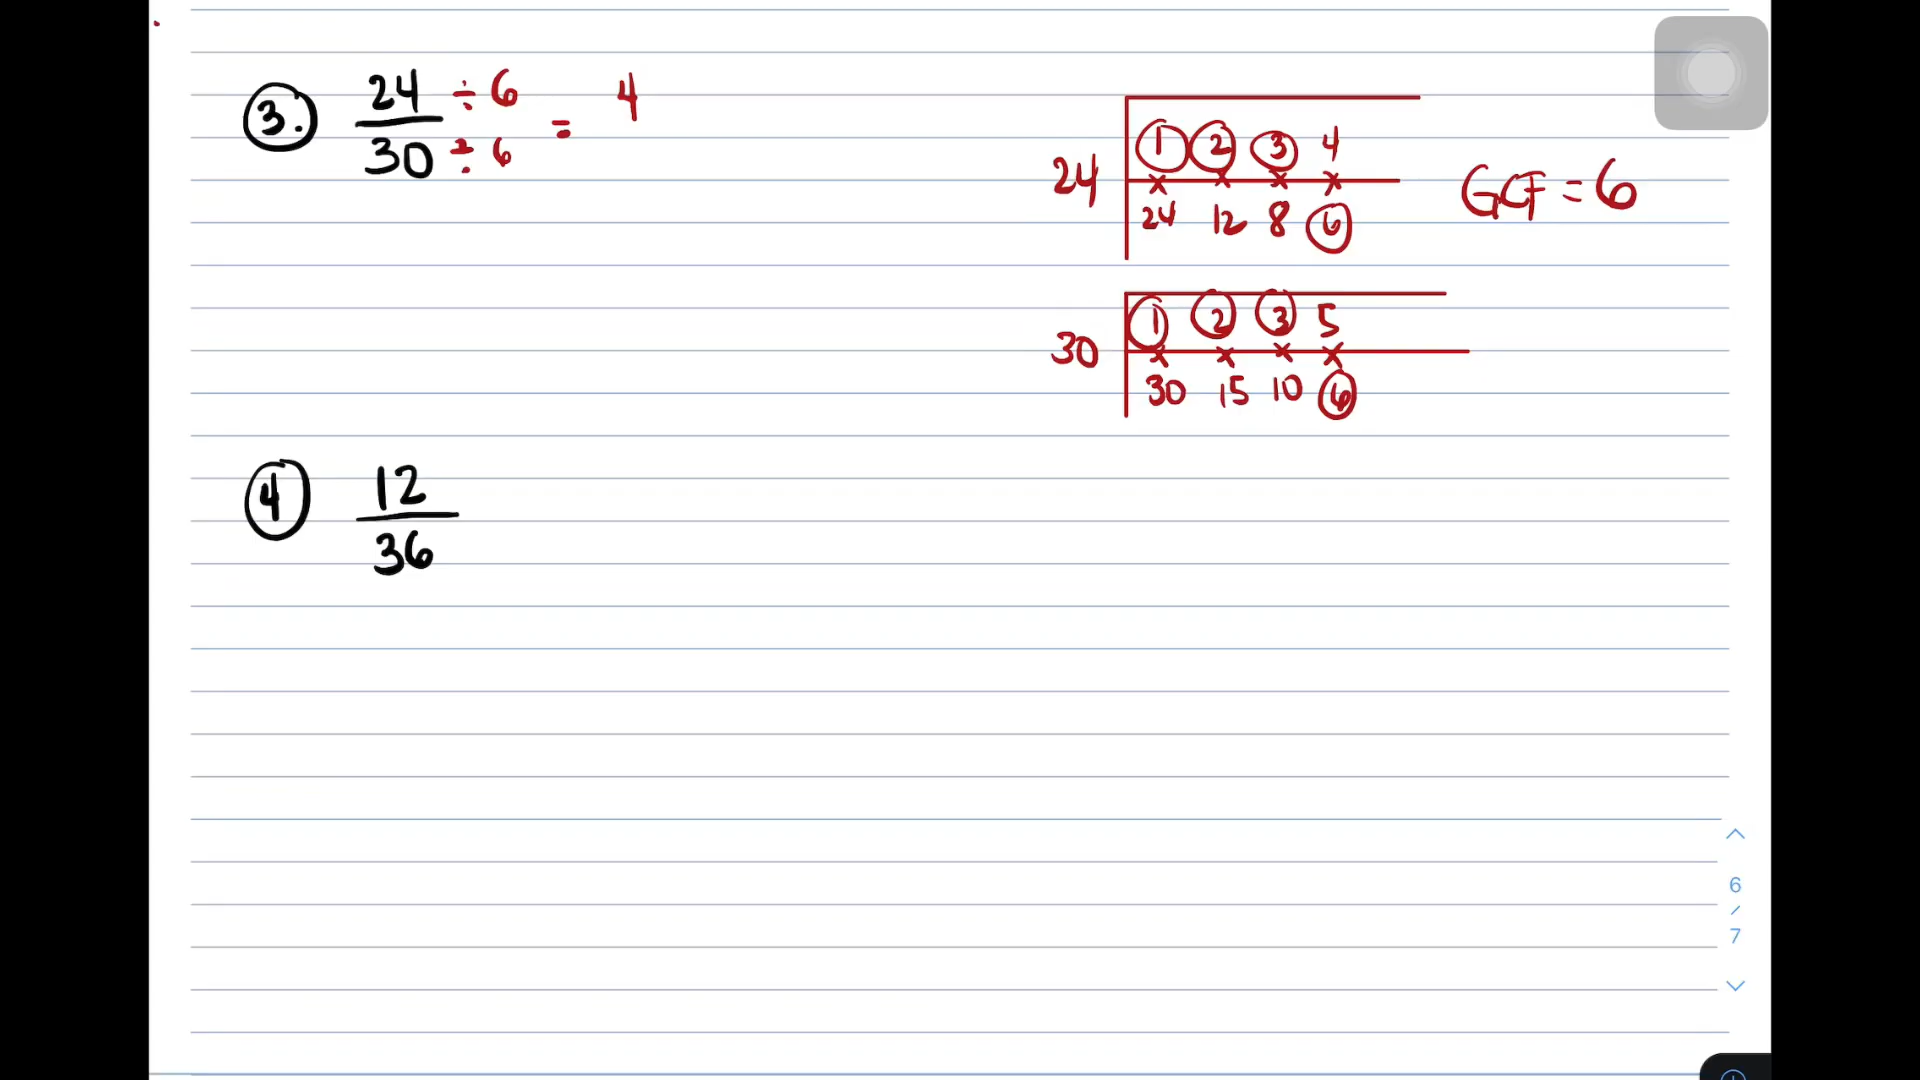 3. 24/30 ÷ 6 / ÷ 6 = 4
24 | 1 2 3 4
× × × ×
24 12 8 6
GCF = 6
30 | 1 2 3 5
× × × ×
30 15 10 6
4 12/36
6
/
7